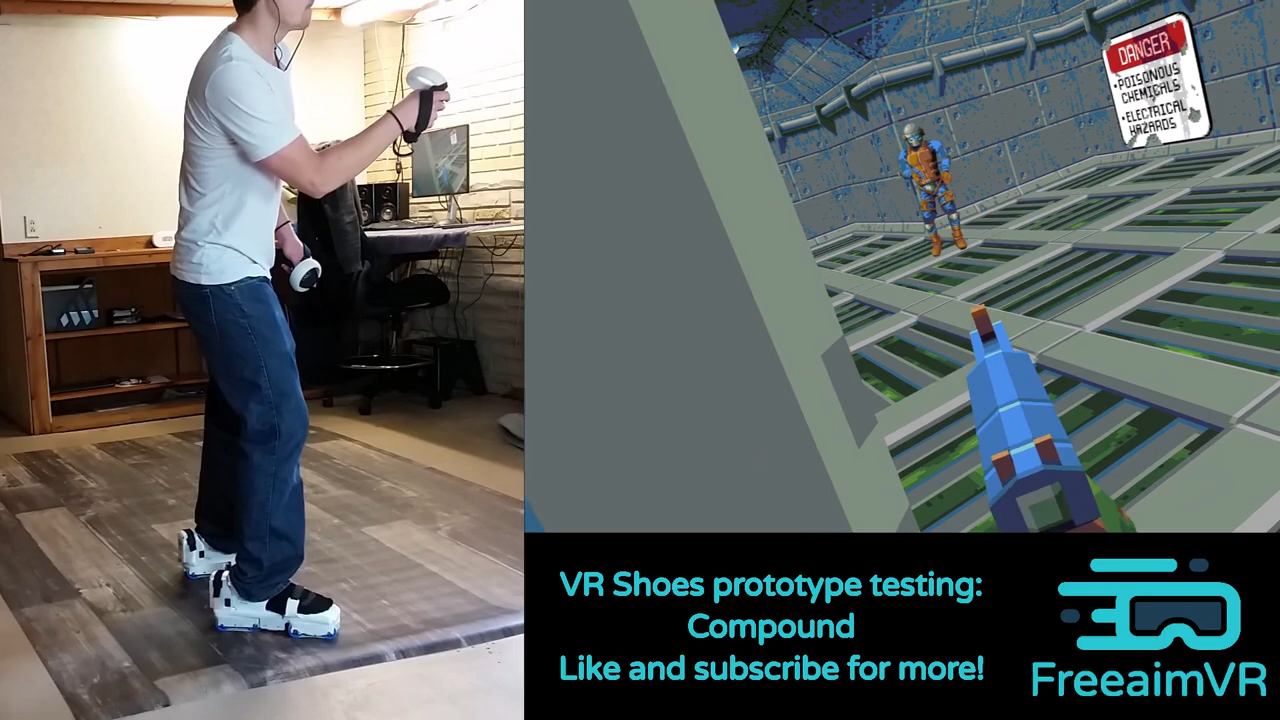 DANGER
•POISONOUS
CHEMICALS
•ELECTRICAL
HAZARDS
VR Shoes prototype testing:
Compound
Like and subscribe for more!
FreeaimVR